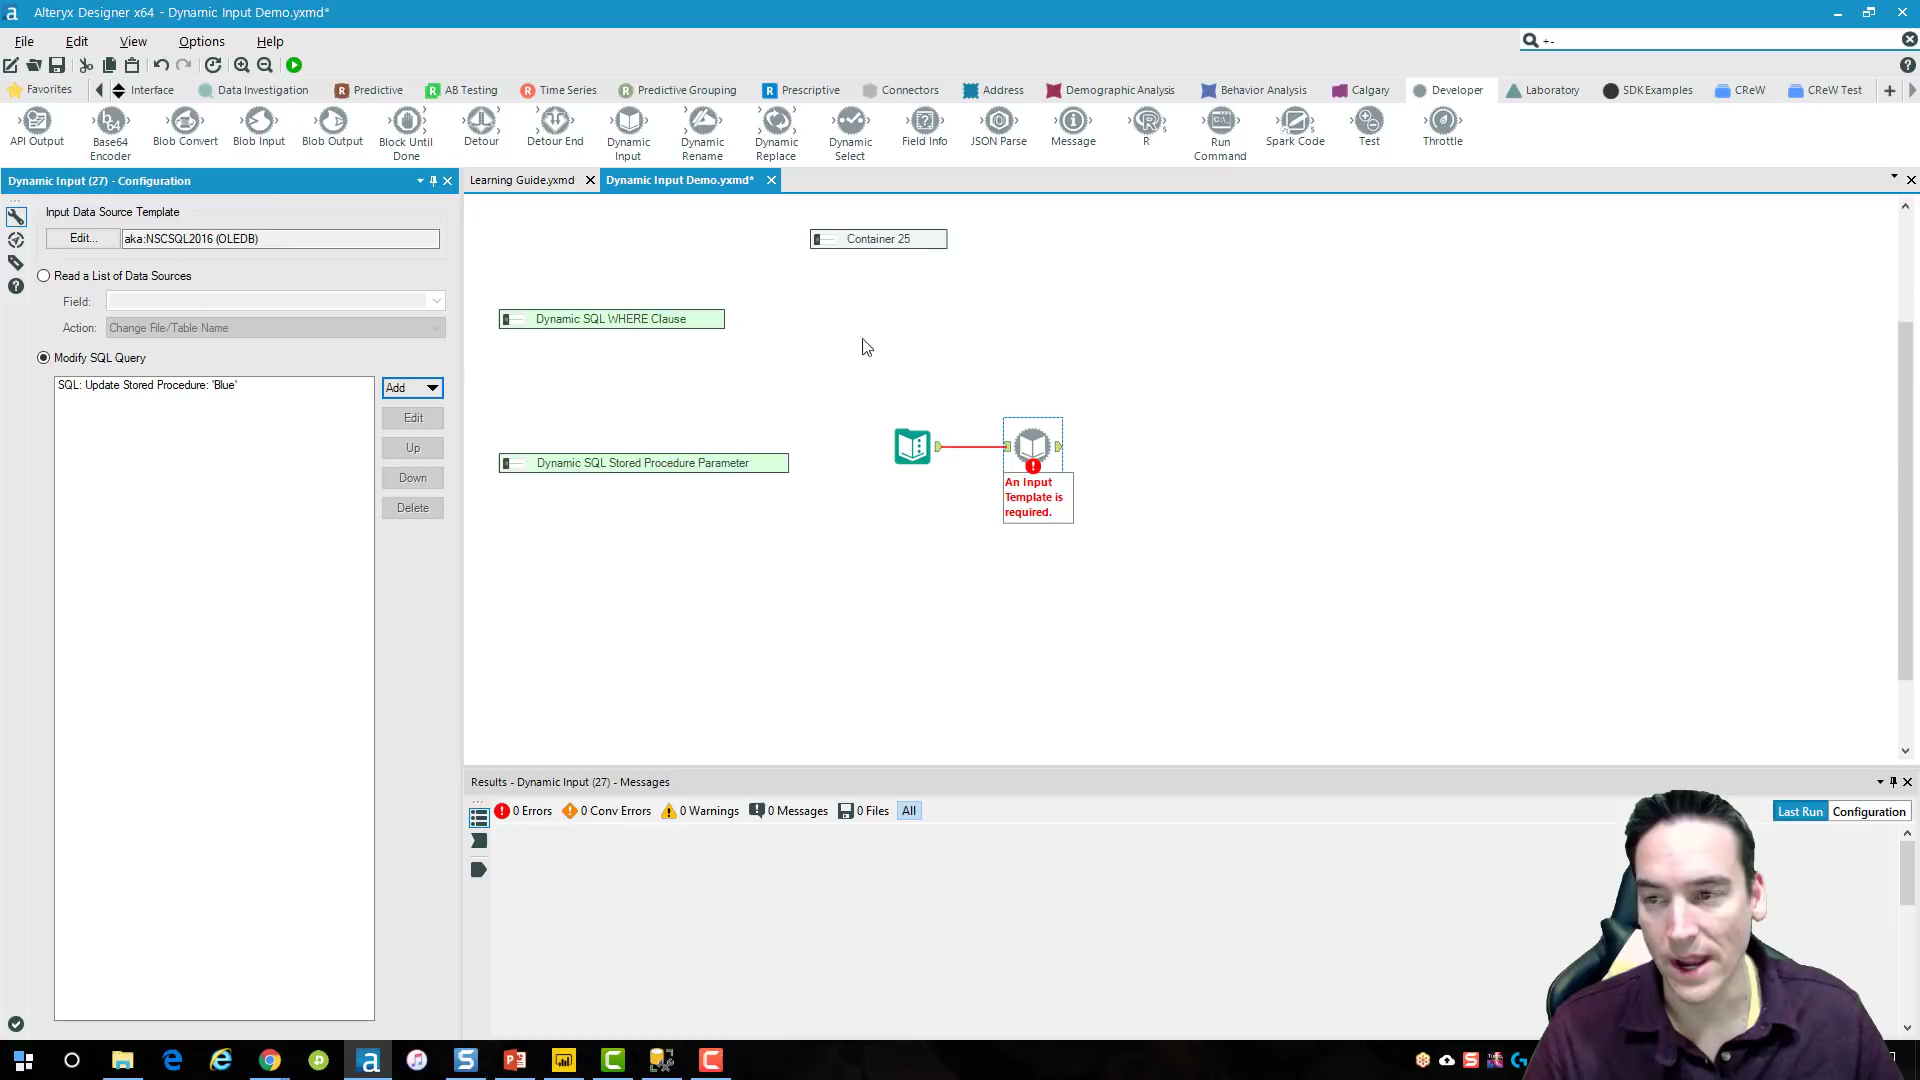 Alteryx Designer x64 - Dynamic Input Demo.yxmd*
File Edit View Options Help
+-
Favorites Interface Data Investigation Predictive AB Testing Time Series Predictive Grouping Prescriptive Connectors Address Demographic Analysis Behavior Analysis Calgary Developer Laboratory SDK Examples CReW CReW Test
API Output
Base64 Encoder
Blob Convert
Blob Input
Blob Output
Block Until Done
Detour
Detour End
Dynamic Input
Dynamic Rename
Dynamic Replace
Dynamic Select
Field Info
JSON Parse
Message
R
Run Command
Spark Code
Test
Throttle
Dynamic Input (27) - Configuration
Learning Guide.yxmd
Dynamic Input Demo.yxmd*
Input Data Source Template
Edit... aka:NSCSQL2016 (OLEDB)
Read a List of Data Sources
Field:
Action: Change File/Table Name
Modify SQL Query
SQL: Update Stored Procedure: 'Blue'
Add
Edit
Up
Down
Delete
Container 25
Dynamic SQL WHERE Clause
Dynamic SQL Stored Procedure Parameter
An Input
Template is
required.
Results - Dynamic Input (27) - Messages
0 Errors 0 Conv Errors 0 Warnings 0 Messages 0 Files All
Last Run Configuration